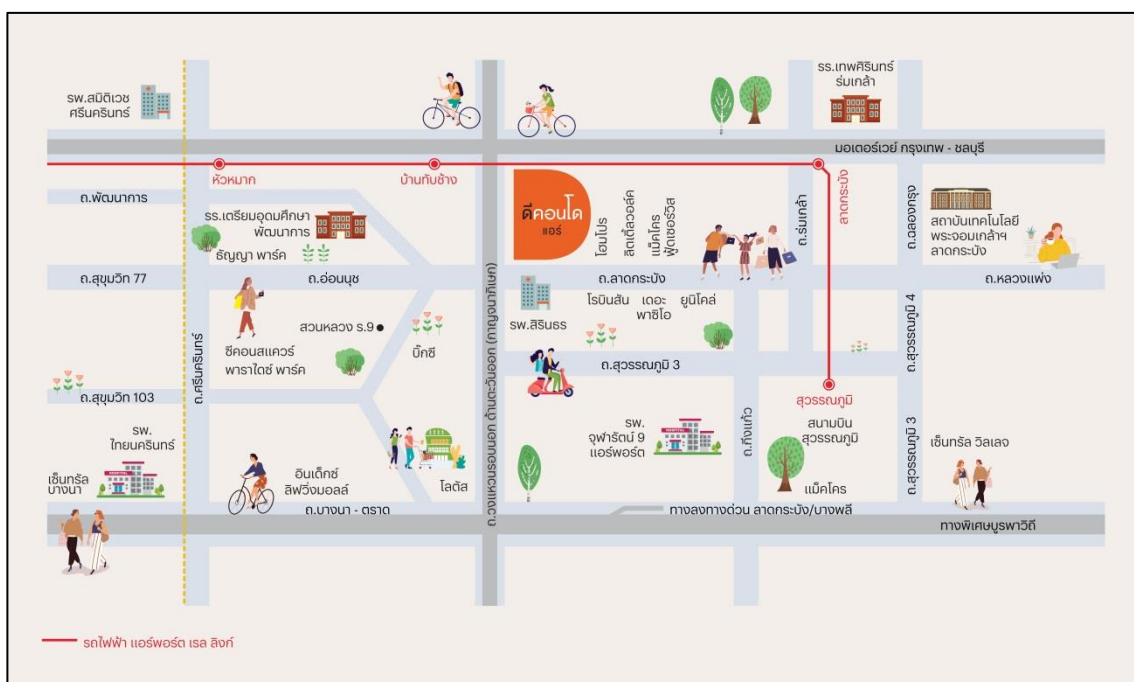 รพ.สมิติเวช
ศรีนครินทร์
รร.เทพศิรินทร์
ร่มเกล้า
มอเตอร์เวย์ กรุงเทพ - ชลบุรี
หัวหมาก
บ้านทับช้าง
ลาดกระบัง
ถ.พัฒนาการ
รร.เตรียมอุดมศึกษา
พัฒนาการ
ธัญญา พาร์ค
ดีคอนโด
แอร์
โฮมโปร
ลิตเติ้ลวอล์ค
แม็คโคร
ฟู้ดเซอร์วิส
ถ.ร่มเกล้า
ถ.ฉลองกรุง
สถาบันเทคโนโลยี
พระจอมเกล้าฯ
ลาดกระบัง
ถ.สุขุมวิท 77
ถ.อ่อนนุช
ถ.ลาดกระบัง
ถ.หลวงแพ่ง
ถ.วงแหวนรอบนอก ด้านตะวันออก (กาญจนาภิเษก)
โรบินสัน
เดอะ
พาซิโอ
ยูนิโคล่
รพ.สิรินธร
สวนหลวง ร.9
บิ๊กซี
ซีคอนสแควร์
พาราไดซ์ พาร์ค
ถ.ศรีนครินทร์
ถ.สุวรรณภูมิ 3
ถ.สุวรรณภูมิ 4
ถ.สุขุมวิท 103
สุวรรณภูมิ
สนามบิน
สุวรรณภูมิ
ถ.กิ่งแก้ว
ถ.สุวรรณภูมิ 3
รพ.
ไทยนครินทร์
รพ.
จุฬารัตน์ 9
แอร์พอร์ต
เซ็นทรัล วิลเลจ
เซ็นทรัล
บางนา
อินเด็กซ์
ลิฟวิ่งมอลล์
โลตัส
แม็คโคร
ถ.บางนา - ตราด
ทางลงทางด่วน ลาดกระบัง/บางพลี
ทางพิเศษบูรพาวิถี
รถไฟฟ้า แอร์พอร์ต เรล ลิงก์